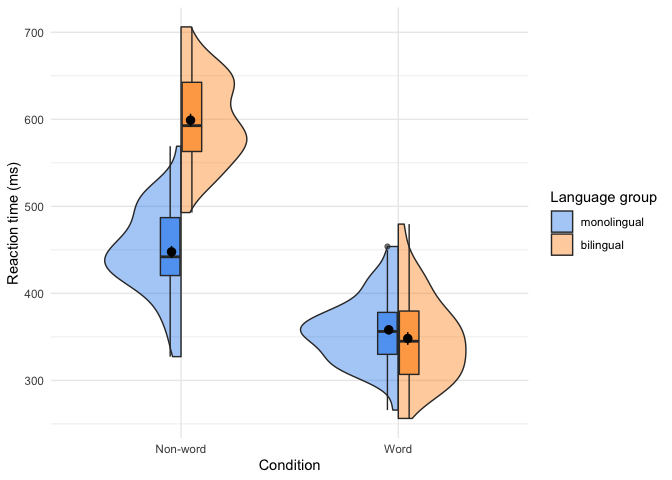 700
600
500
400
300
Reaction time (ms)
Non-word
Word
Condition
Language group
monolingual
bilingual